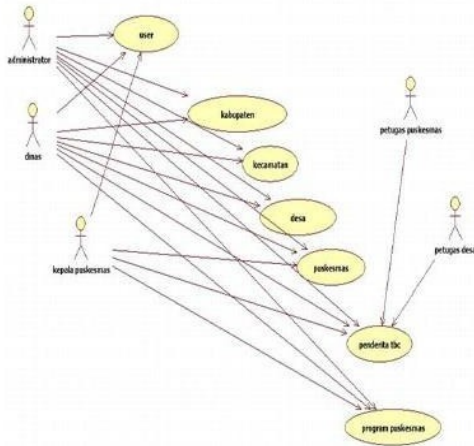 user
administrator
kabupaten
petugas puskesmas
dinas
kecamatan
desa
petugas desa
kepala puskesmas
puskesmas
penderita tbc
program puskesmas